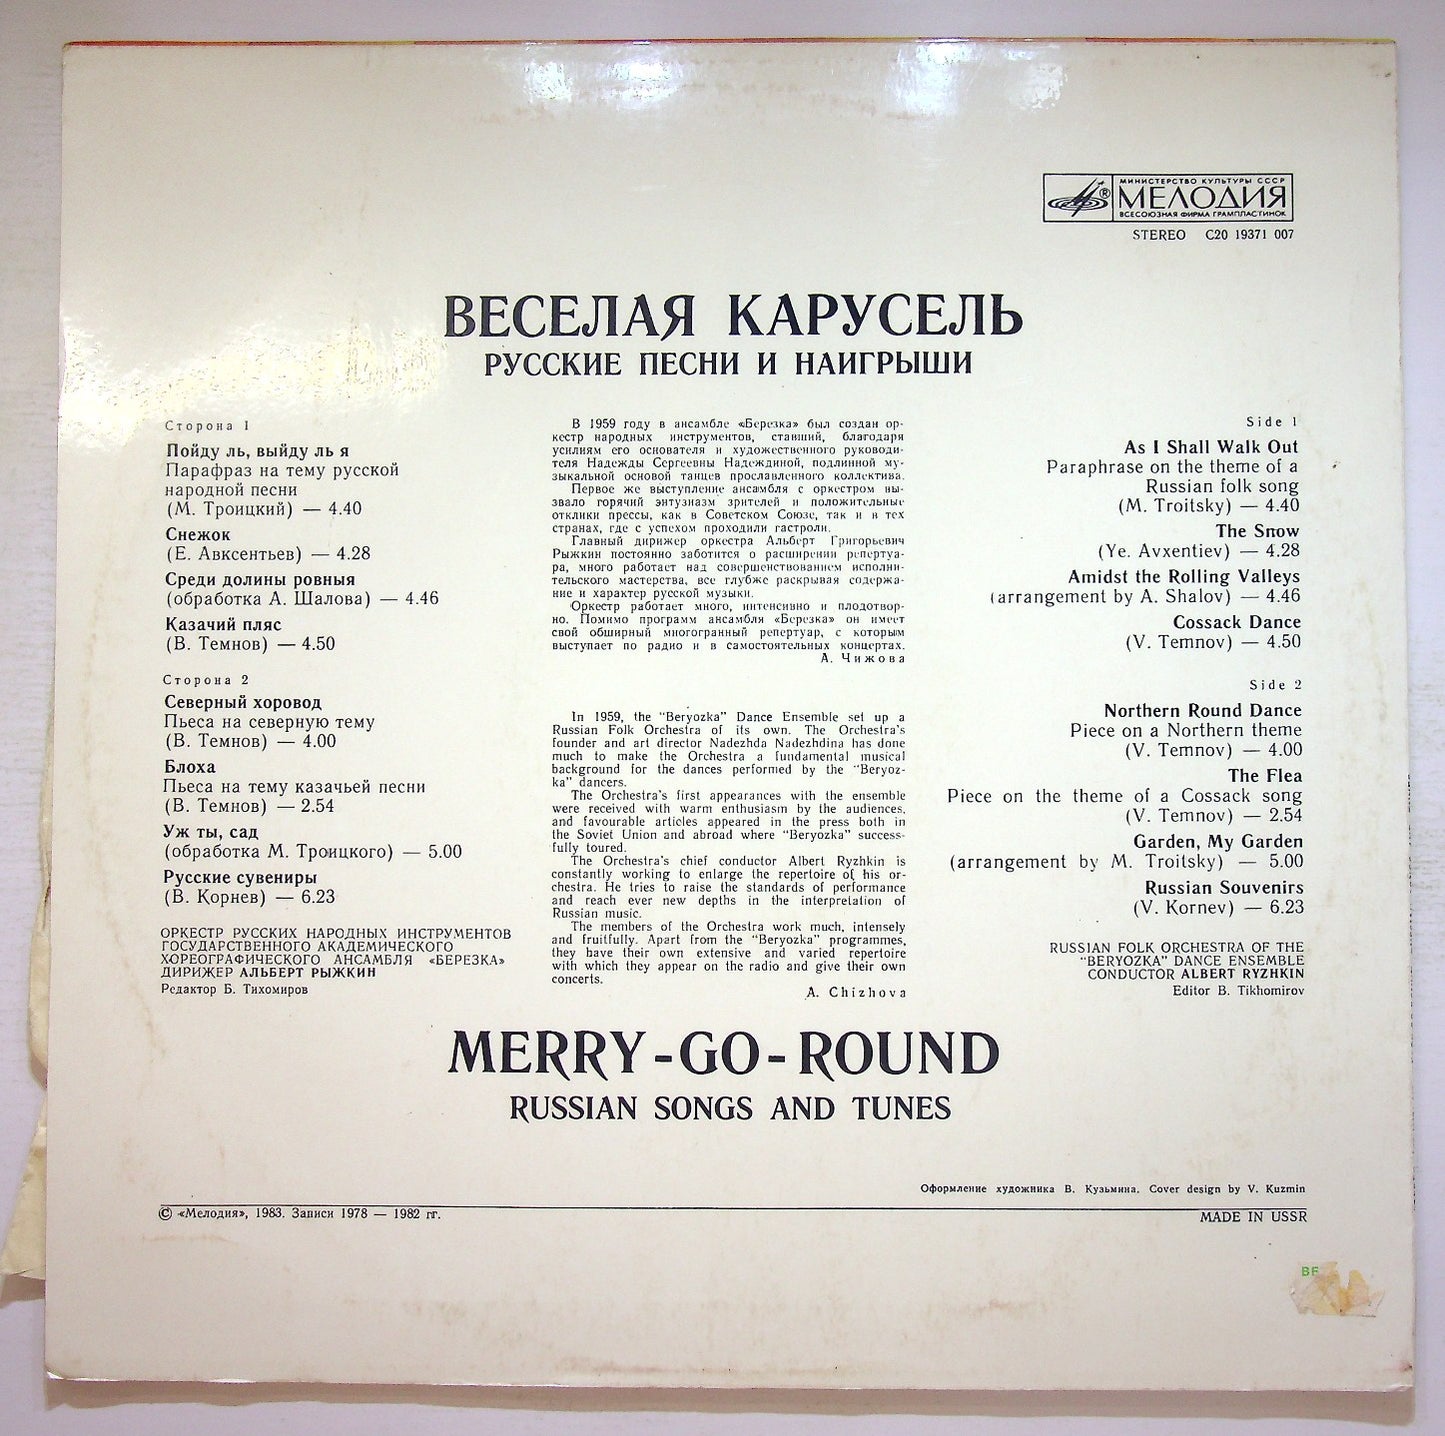 МИНИСТЕРСТВО КУЛЬТУРЫ СССР
МЕЛОДИЯ
ВСЕСОЮЗНАЯ ФИРМА ГРАМПЛАСТИНОК
STEREO C20 19371 007
ВЕСЕЛАЯ КАРУСЕЛЬ
РУССКИЕ ПЕСНИ И НАИГРЫШИ
Сторона 1
Пойду ль, выйду ль я
Парафраз на тему русской
народной песни
(М. Троицкий) — 4.40
Снежок
(Е. Авксентьев) — 4.28
Среди долины ровныя
(обработка А. Шалова) — 4.46
Казачий пляс
(В. Темнов) — 4.50
Сторона 2
Северный хоровод
Пьеса на северную тему
(В. Темнов) — 4.00
Блоха
Пьеса на тему казачьей песни
(В. Темнов) — 2.54
Уж ты, сад
(обработка М. Троицкого) — 5.00
Русские сувениры
(В. Корнев) — 6.23
ОРКЕСТР РУССКИХ НАРОДНЫХ ИНСТРУМЕНТОВ
ГОСУДАРСТВЕННОГО АКАДЕМИЧЕСКОГО
ХОРЕОГРАФИЧЕСКОГО АНСАМБЛЯ «БЕРЕЗКА»
ДИРИЖЕР АЛЬБЕРТ РЫЖКИН
Редактор Б. Тихомиров
В 1959 году в ансамбле «Березка» был создан ор-
кестр народных инструментов, ставший, благодаря
усилиям его основателя и художественного руководи-
теля Надежды Сергеевны Надеждиной, подлинной му-
зыкальной основой танцев прославленного коллектива.
Первое же выступление ансамбля с оркестром вы-
звало горячий энтузиазм зрителей и положительные
отклики прессы, как в Советском Союзе, так и в тех
странах, где с успехом проходили гастроли.
Главный дирижер оркестра Альберт Григорьевич
Рыжкин постоянно заботится о расширении репертуа-
ра, много работает над совершенствованием исполни-
тельского мастерства, все глубже раскрывая содержа-
ние и характер русской музыки.
Оркестр работает много, интенсивно и плодотвор-
но. Помимо программ ансамбля «Березка» он имеет
свой обширный многогранный репертуар, с которым
выступает по радио и в самостоятельных концертах.
А. Чижова
In 1959, the "Beryozka" Dance Ensemble set up a
Russian Folk Orchestra of its own. The Orchestra's
founder and art director Nadezhda Nadezhdina has done
much to make the Orchestra a fundamental musical
background for the dances performed by the "Beryoz-
ka" dancers.
The Orchestra's first appearances with the ensemble
were received with warm enthusiasm by the audiences,
and favourable articles appeared in the press both in
the Soviet Union and abroad where "Beryozka" success-
fully toured.
The Orchestra's chief conductor Albert Ryzhkin is
constantly working to enlarge the repertoire of his or-
chestra. He tries to raise the standards of performance
and reach ever new depths in the interpretation of
Russian music.
The members of the Orchestra work much, intensely
and fruitfully. Apart from the "Beryozka" programmes,
they have their own extensive and varied repertoire
with which they appear on the radio and give their own
concerts.
A. Chizhova
Side 1
As I Shall Walk Out
Paraphrase on the theme of a
Russian folk song
(M. Troitsky) — 4.40
The Snow
(Ye. Avxentiev) — 4.28
Amidst the Rolling Valleys
(arrangement by A. Shalov) — 4.46
Cossack Dance
(V. Temnov) — 4.50
Side 2
Northern Round Dance
Piece on a Northern theme
(V. Temnov) — 4.00
The Flea
Piece on the theme of a Cossack song
(V. Temnov) — 2.54
Garden, My Garden
(arrangement by M. Troitsky) — 5.00
Russian Souvenirs
(V. Kornev) — 6.23
RUSSIAN FOLK ORCHESTRA OF THE
"BERYOZKA" DANCE ENSEMBLE
CONDUCTOR ALBERT RYZHKIN
Editor B. Tikhomirov
MERRY-GO-ROUND
RUSSIAN SONGS AND TUNES
Оформление художника В. Кузьмина. Cover design by V. Kuzmin
© «Мелодия», 1983. Записи 1978 — 1982 гг.
MADE IN USSR